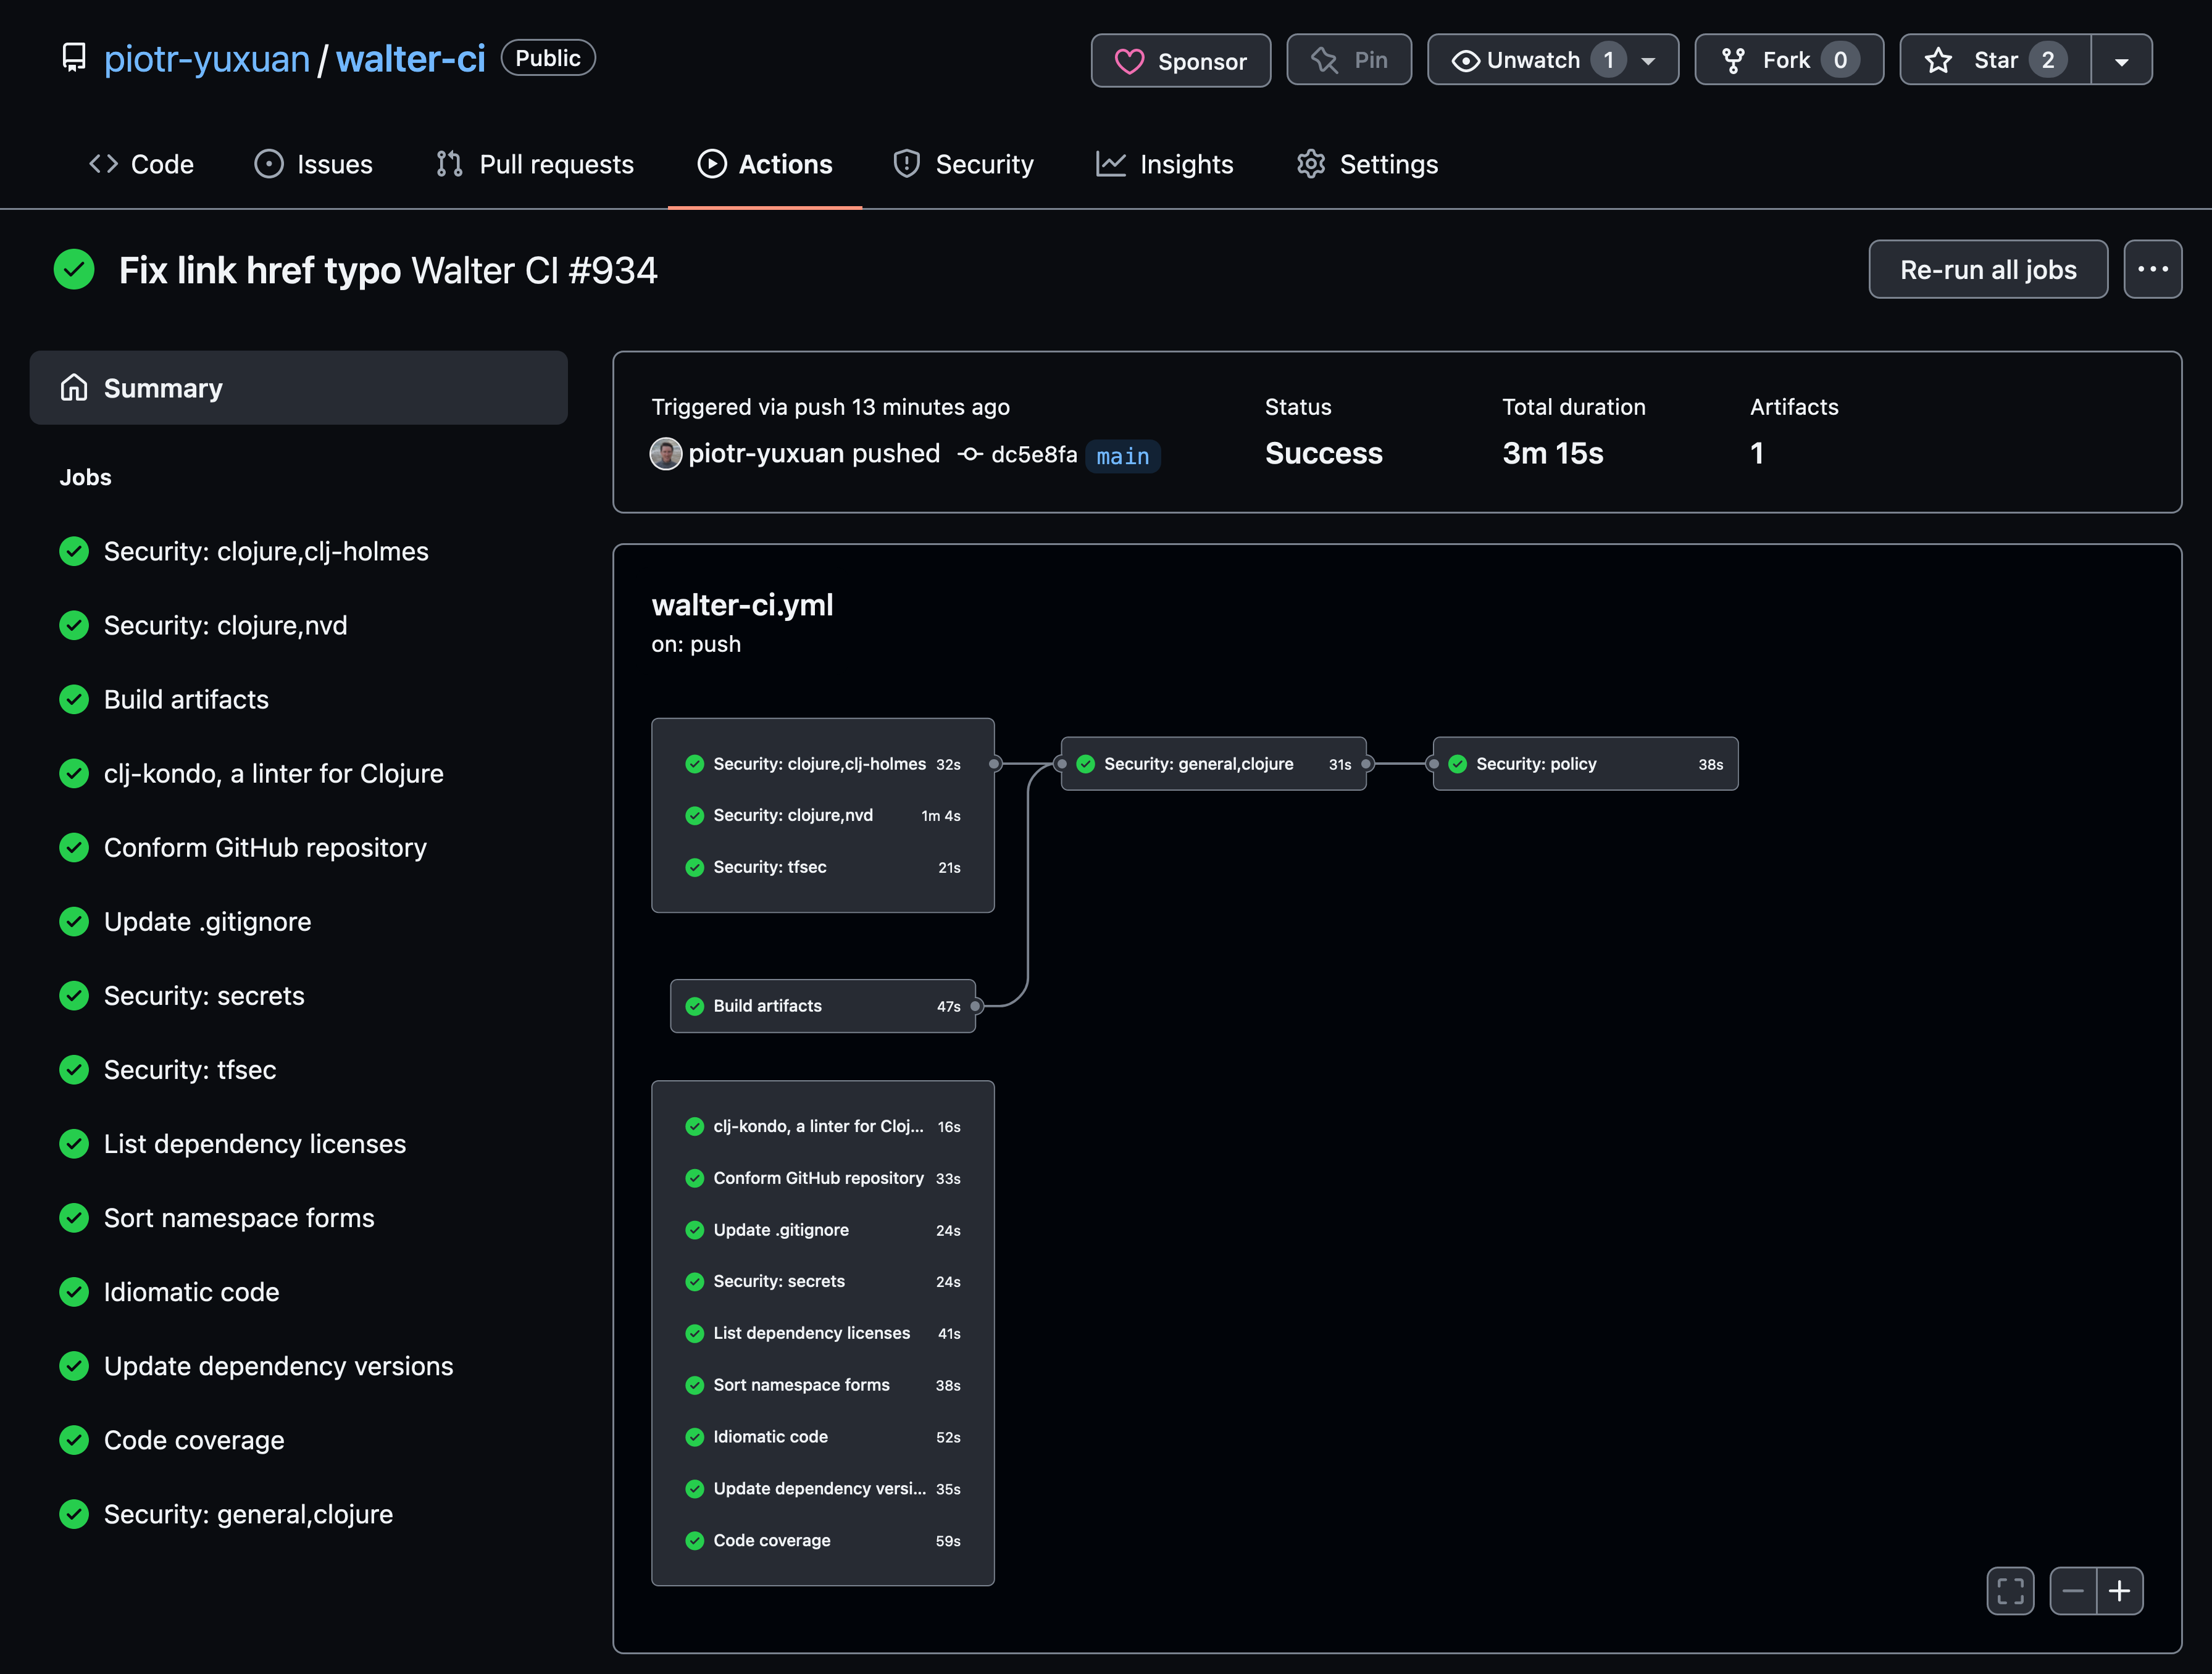 piotr-yuxuan / walter-ci Public
Sponsor Pin Unwatch 1 Fork 0 Star 2
Code Issues Pull requests Actions Security Insights Settings
Fix link href typo Walter CI #934
Re-run all jobs
Summary
Jobs
Security: clojure,clj-holmes
Security: clojure,nvd
Build artifacts
clj-kondo, a linter for Clojure
Conform GitHub repository
Update .gitignore
Security: secrets
Security: tfsec
List dependency licenses
Sort namespace forms
Idiomatic code
Update dependency versions
Code coverage
Security: general,clojure
Triggered via push 13 minutes ago
piotr-yuxuan pushed dc5e8fa main
Status
Success
Total duration
3m 15s
Artifacts
1
walter-ci.yml
on: push
Security: clojure,clj-holmes 32s
Security: clojure,nvd 1m 4s
Security: tfsec 21s
Security: general,clojure 31s
Security: policy 38s
Build artifacts 47s
clj-kondo, a linter for Cloj... 16s
Conform GitHub repository 33s
Update .gitignore 24s
Security: secrets 24s
List dependency licenses 41s
Sort namespace forms 38s
Idiomatic code 52s
Update dependency versi... 35s
Code coverage 59s